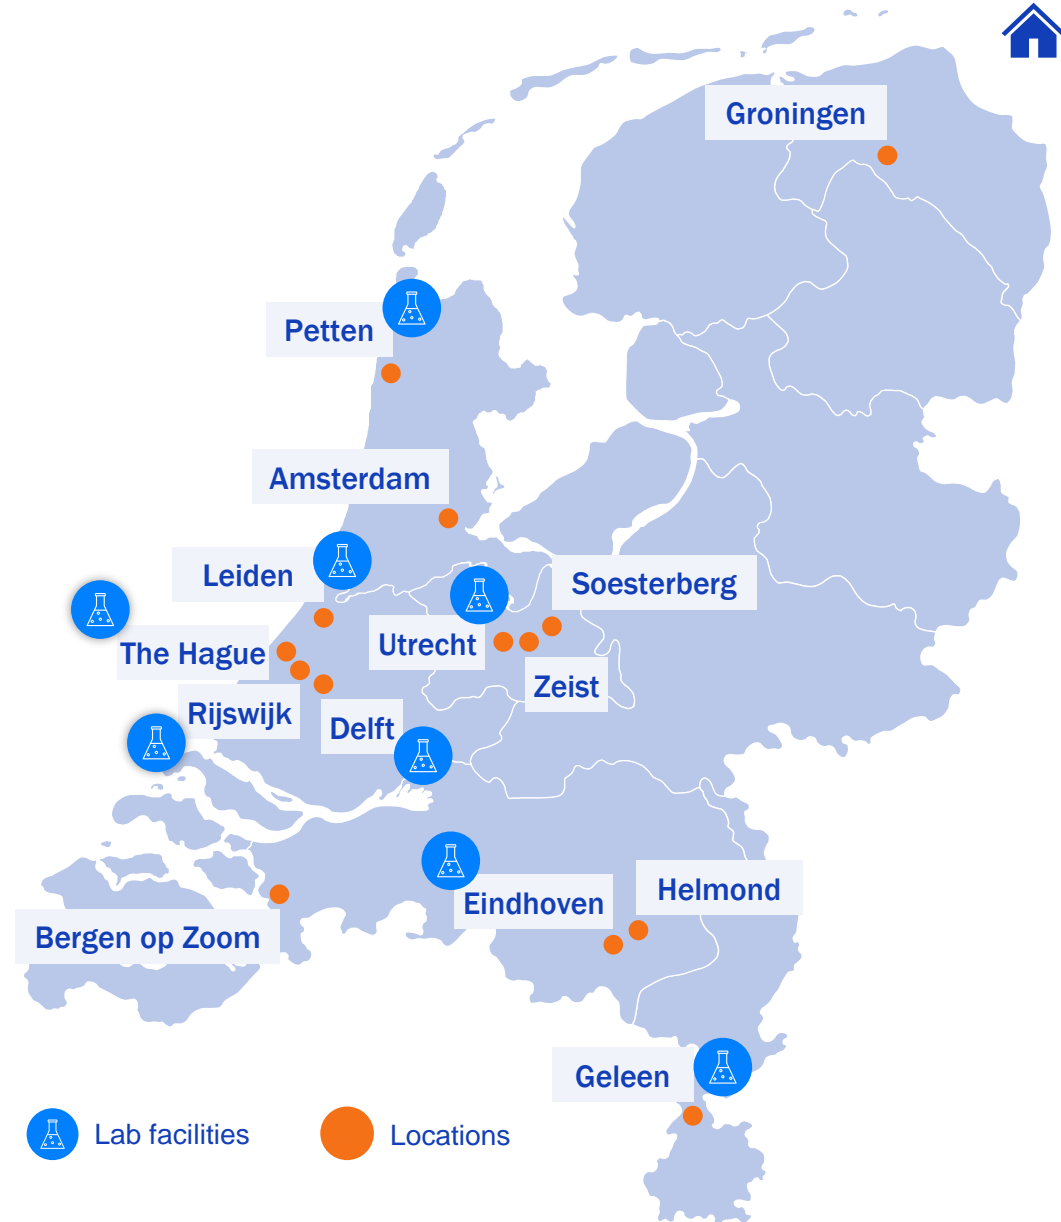 Groningen
Petten
Amsterdam
Leiden
Soesterberg
The Hague
Utrecht
Zeist
Rijswijk
Delft
Helmond
Eindhoven
Bergen op Zoom
Geleen
Lab facilities
Locations